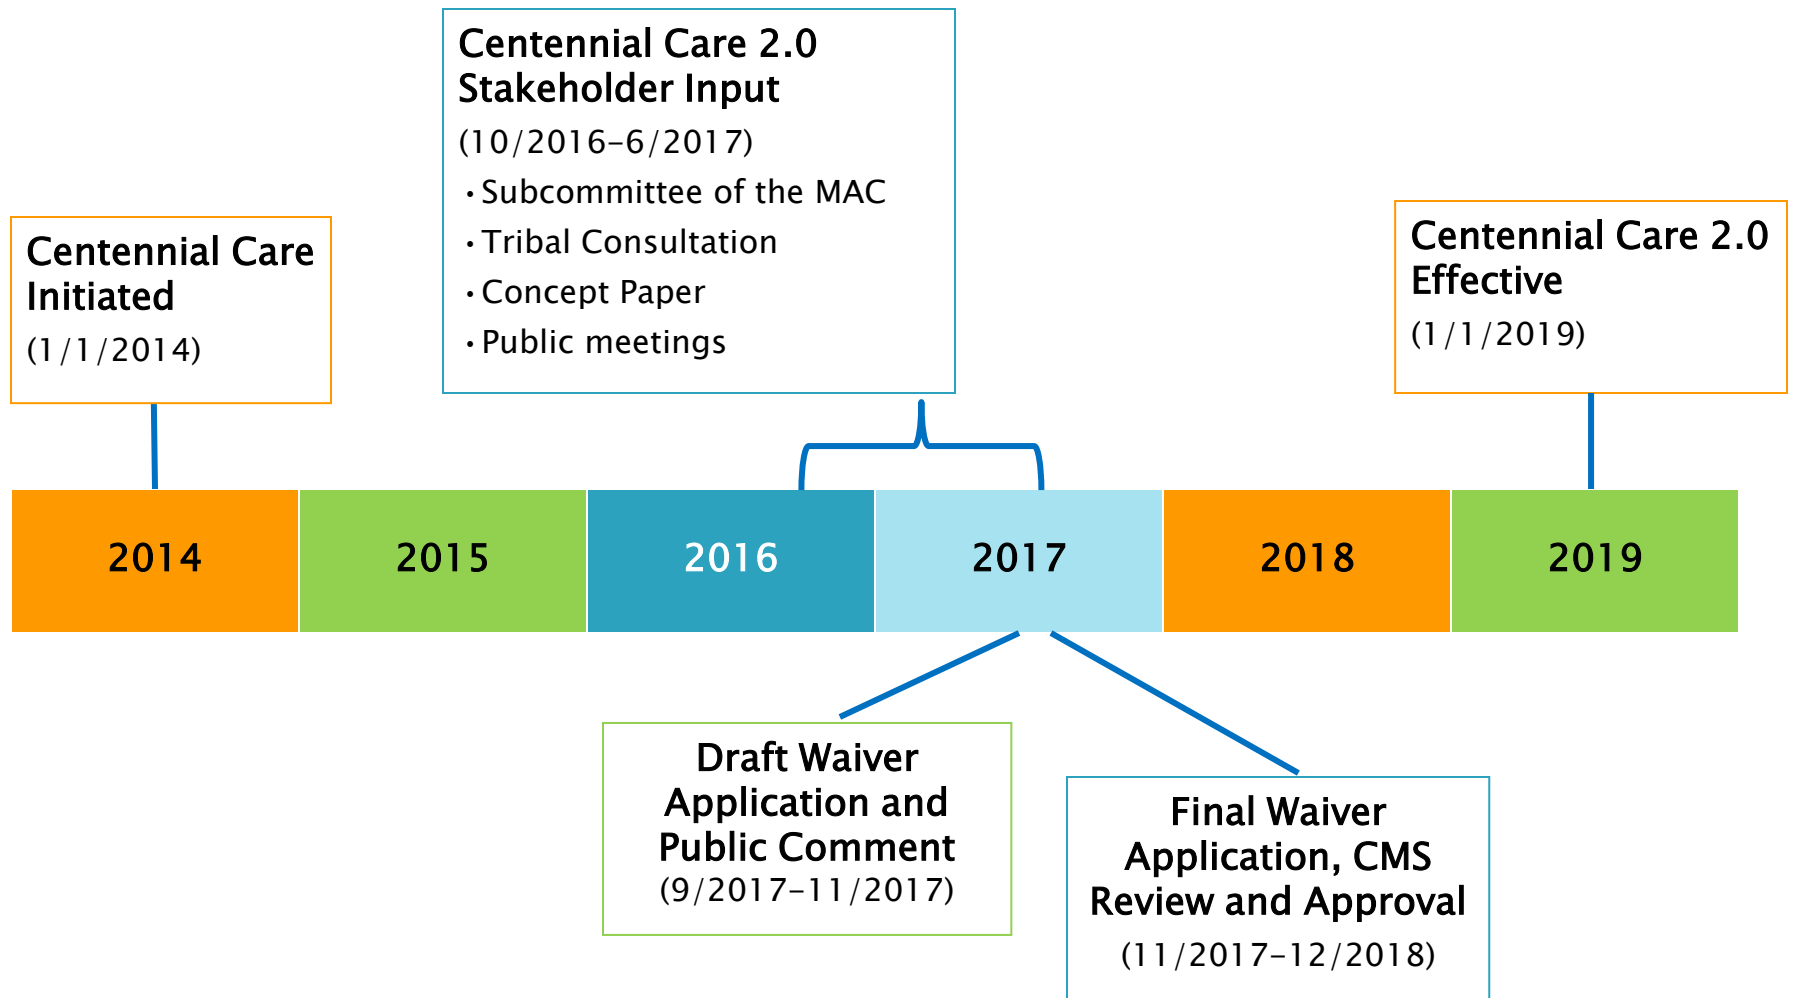 Centennial Care 2.0
Stakeholder Input
(10/2016–6/2017)
• Subcommittee of the MAC
• Tribal Consultation
• Concept Paper
• Public meetings
Centennial Care
Initiated
(1/1/2014)
Centennial Care 2.0
Effective
(1/1/2019)
2014
2015
2016
2017
2018
2019
Draft Waiver
Application and
Public Comment
(9/2017–11/2017)
Final Waiver
Application, CMS
Review and Approval
(11/2017–12/2018)